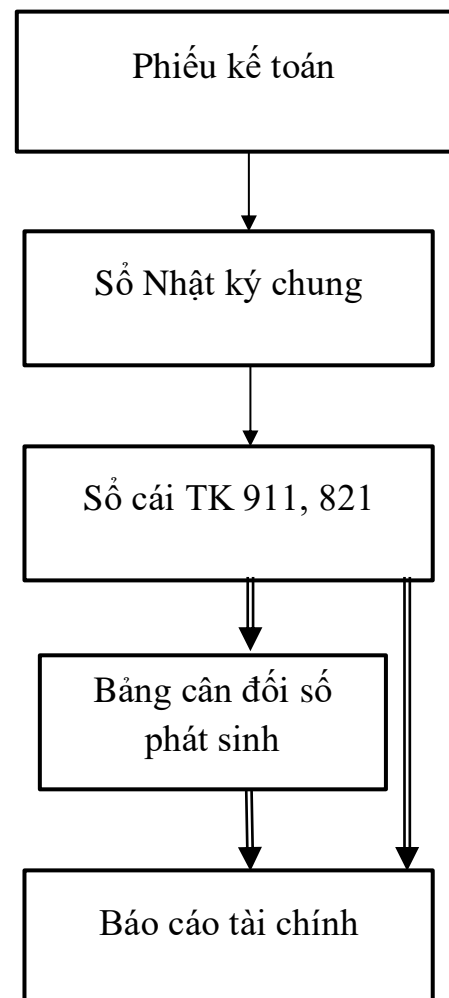 Phiếu kế toán
Sổ Nhật ký chung
Sổ cái TK 911, 821
Bảng cân đối số
phát sinh
Báo cáo tài chính